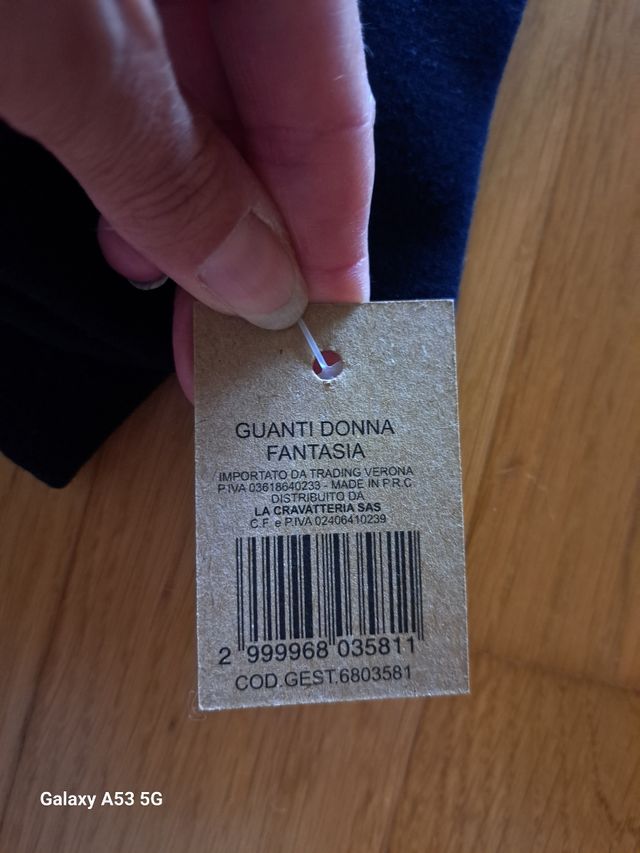 GUANTI DONNA
FANTASIA
IMPORTATO DA TRADING VERONA
P.IVA 03618640233 - MADE IN P.R.C
DISTRIBUITO DA
LA CRAVATTERIA SAS
C.F. e P.IVA 02406410239
2 999968 035811
COD.GEST.6803581
Galaxy A53 5G